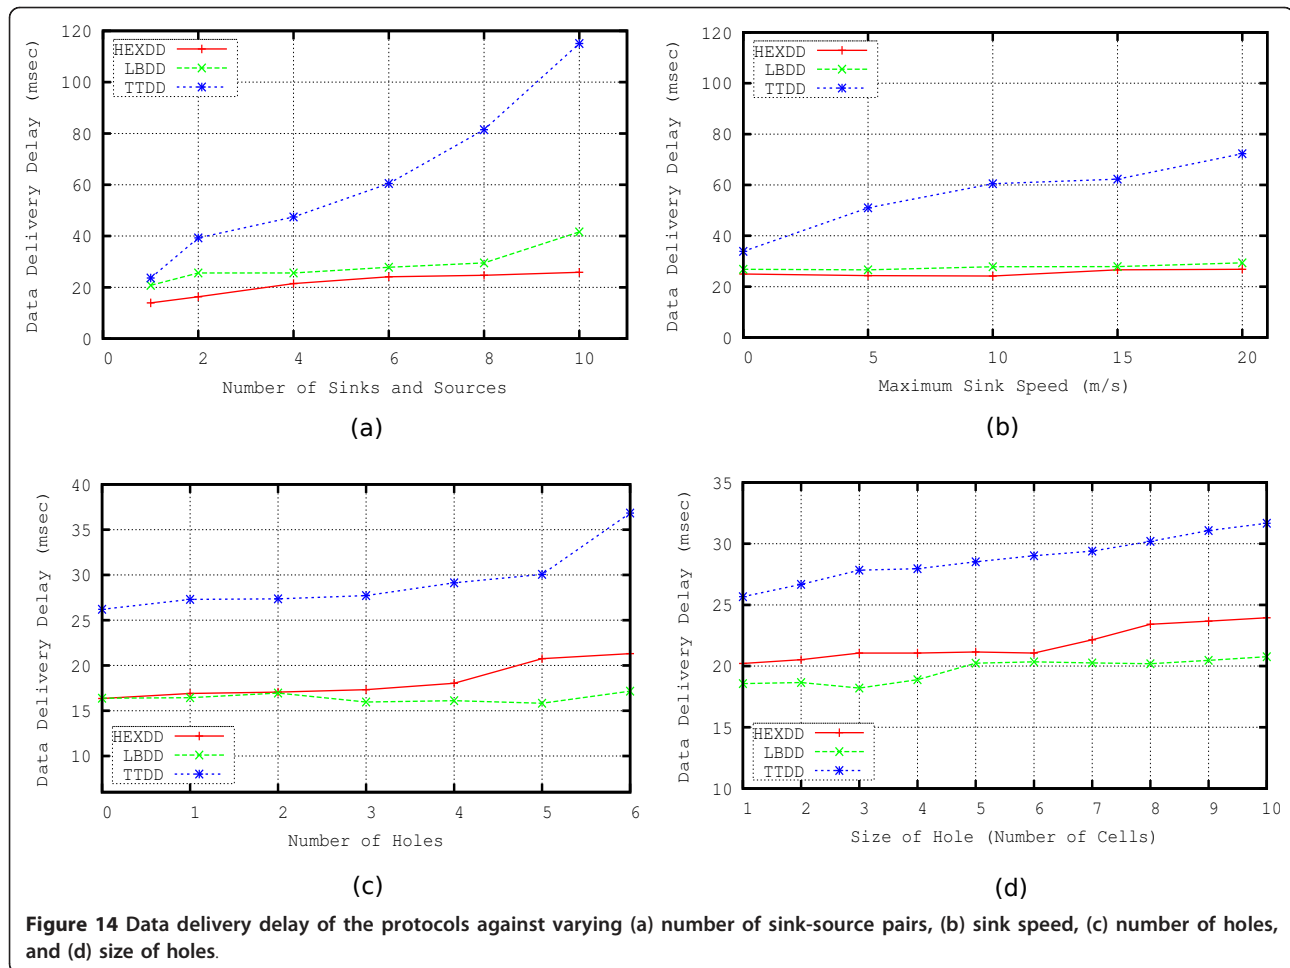 120
100
80
60
40
20
0
Data Delivery Delay (msec)
HEXDD
LBDD
TTDD
0 2 4 6 8 10
Number of Sinks and Sources
(a)
120
100
80
60
40
20
0
Data Delivery Delay (msec)
HEXDD
LBDD
TTDD
0 5 10 15 20
Maximum Sink Speed (m/s)
(b)
40
35
30
25
20
15
10
Data Delivery Delay (msec)
HEXDD
LBDD
TTDD
0 1 2 3 4 5 6
Number of Holes
(c)
35
30
25
20
15
10
Data Delivery Delay (msec)
HEXDD
LBDD
TTDD
1 2 3 4 5 6 7 8 9 10
Size of Hole (Number of Cells)
(d)
Figure 14 Data delivery delay of the protocols against varying (a) number of sink-source pairs, (b) sink speed, (c) number of holes,
and (d) size of holes.